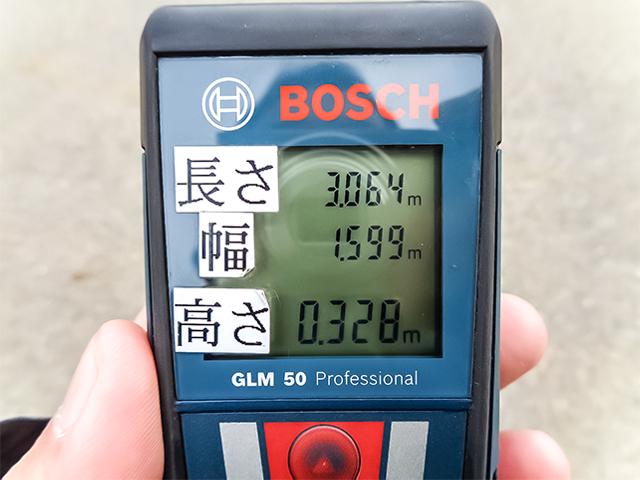 BOSCH
長さ 3.064m
幅 1.599m
高さ 0.328m
GLM 50 Professional